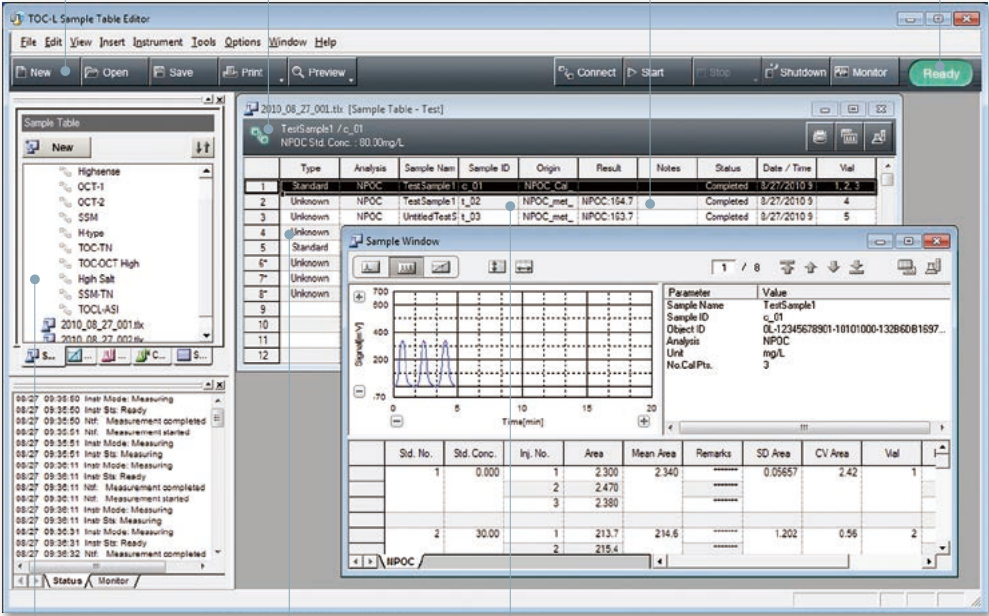 TOC-L Sample Table Editor
File Edit View Insert Instrument Tools Options Window Help
New Open Save Print Preview Connect Start Stop Shutdown Monitor Ready
Sample Table
New
Highsense
OCT-1
OCT-2
SSM
H-type
TOC-TN
TOC-OCT High
Hgih Salt
SSM-TN
TOCL-ASI
2010_08_27_001.tlx
2010_08_27_002.tlx
S... ... ... C... S...
08/27 09:35:50 Instr Mode: Measuring
08/27 09:35:50 Instr Sts: Ready
08/27 09:35:50 Ntf: Measurement completed
08/27 09:35:51 Ntf: Measurement started
08/27 09:35:51 Instr Mode: Measuring
08/27 09:35:51 Instr Sts: Measuring
08/27 09:36:11 Instr Mode: Measuring
08/27 09:36:11 Instr Sts: Ready
08/27 09:36:11 Ntf: Measurement completed
08/27 09:36:11 Ntf: Measurement started
08/27 09:36:11 Instr Mode: Measuring
08/27 09:36:11 Instr Sts: Measuring
08/27 09:36:31 Instr Mode: Measuring
08/27 09:36:31 Instr Sts: Ready
08/27 09:36:32 Ntf: Measurement completed
Status Monitor
2010_08_27_001.tlx [Sample Table - Test]
TestSample1 / c_01
NPOC Std. Conc. : 80.00mg/L
Type Analysis Sample Nam Sample ID Origin Result Notes Status Date / Time Vial
1 Standard NPOC TestSample1 c_01 NPOC_Cal_ Completed 8/27/2010 9 1, 2, 3
2 Unknown NPOC TestSample1 t_02 NPOC_met_ NPOC:164.7 Completed 8/27/2010 9 4
3 Unknown NPOC UntitledTestS t_03 NPOC_met_ NPOC:163.7 Completed 8/27/2010 9 5
4 Unknown
5 Standard
6* Unknown
7* Unknown
8* Unknown
9
10
11
12
Sample Window
1 / 8
700
600
400
200
-70
Signal[mV]
0 5 10 15 20
Time[min]
Parameter Value
Sample Name TestSample1
Sample ID c_01
Object ID 0L-12345678901-10101000-132B6DB1697...
Analysis NPOC
Unit mg/L
No.CalPts. 3
Std. No. Std. Conc. Inj. No. Area Mean Area Remarks SD Area CV Area Vial
1 0.000 1 2.300 2.340 ******* 0.05657 2.42 1
2 2.470 *******
3 2.380 *******
2 30.00 1 213.7 214.6 ******* 1.202 0.56 2
2 215.4 *******
NPOC